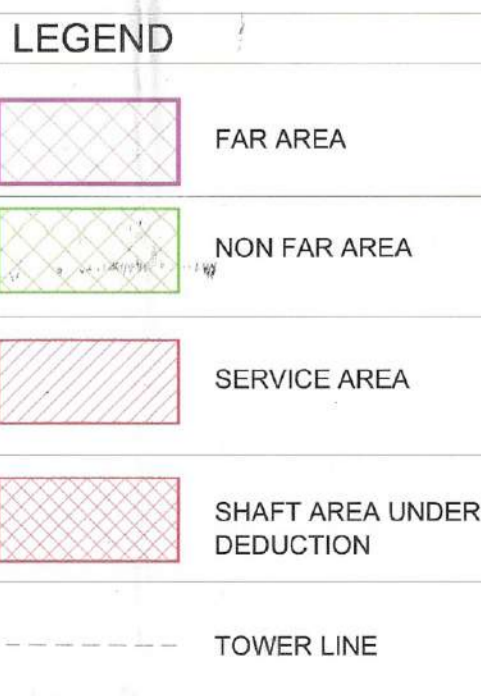 LEGEND
FAR AREA
NON FAR AREA
SERVICE AREA
SHAFT AREA UNDER
DEDUCTION
TOWER LINE